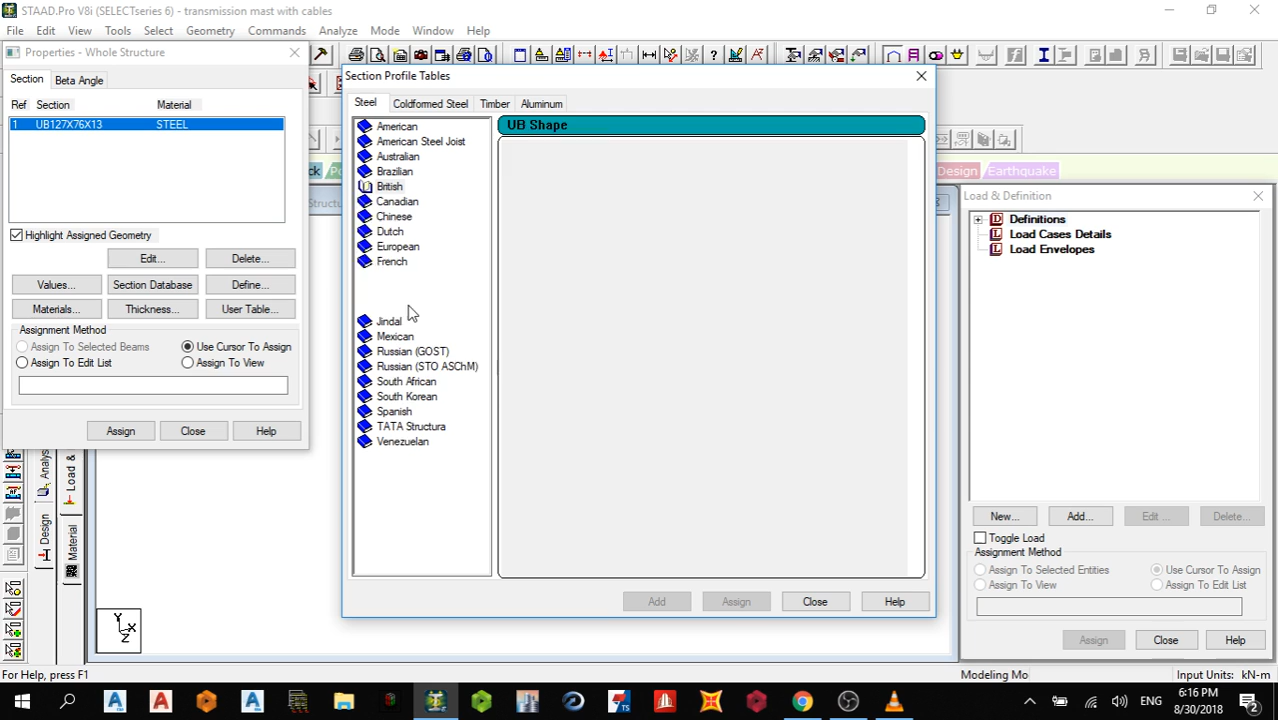 STAAD.Pro V8i (SELECTseries 6) - transmission mast with cables
File Edit View Tools Select Geometry Commands Analyze Mode Window Help
Properties - Whole Structure
Section Beta Angle
Ref Section Material
1 UB127X76X13 STEEL
Highlight Assigned Geometry
Edit... Delete...
Values... Section Database Define...
Materials... Thickness... User Table...
Assignment Method
Assign To Selected Beams Use Cursor To Assign
Assign To Edit List Assign To View
Assign Close Help
Section Profile Tables
Steel Coldformed Steel Timber Aluminum
American
American Steel Joist
Australian
Brazilian
British
Canadian
Chinese
Dutch
European
French
Jindal
Mexican
Russian (GOST)
Russian (STO ASChM)
South African
South Korean
Spanish
TATA Structura
Venezuelan
UB Shape
Add Assign Close Help
Design Earthquake
Load & Definition
Definitions
Load Cases Details
Load Envelopes
New... Add... Edit ... Delete...
Toggle Load
Assignment Method
Assign To Selected Entities Use Cursor To Assign
Assign To View Assign To Edit List
Assign Close Help
Analys
Load &
Design
Material
Y
X
Z
For Help, press F1
Modeling Mo
Input Units: kN-m
ENG
6:16 PM
8/30/2018
2